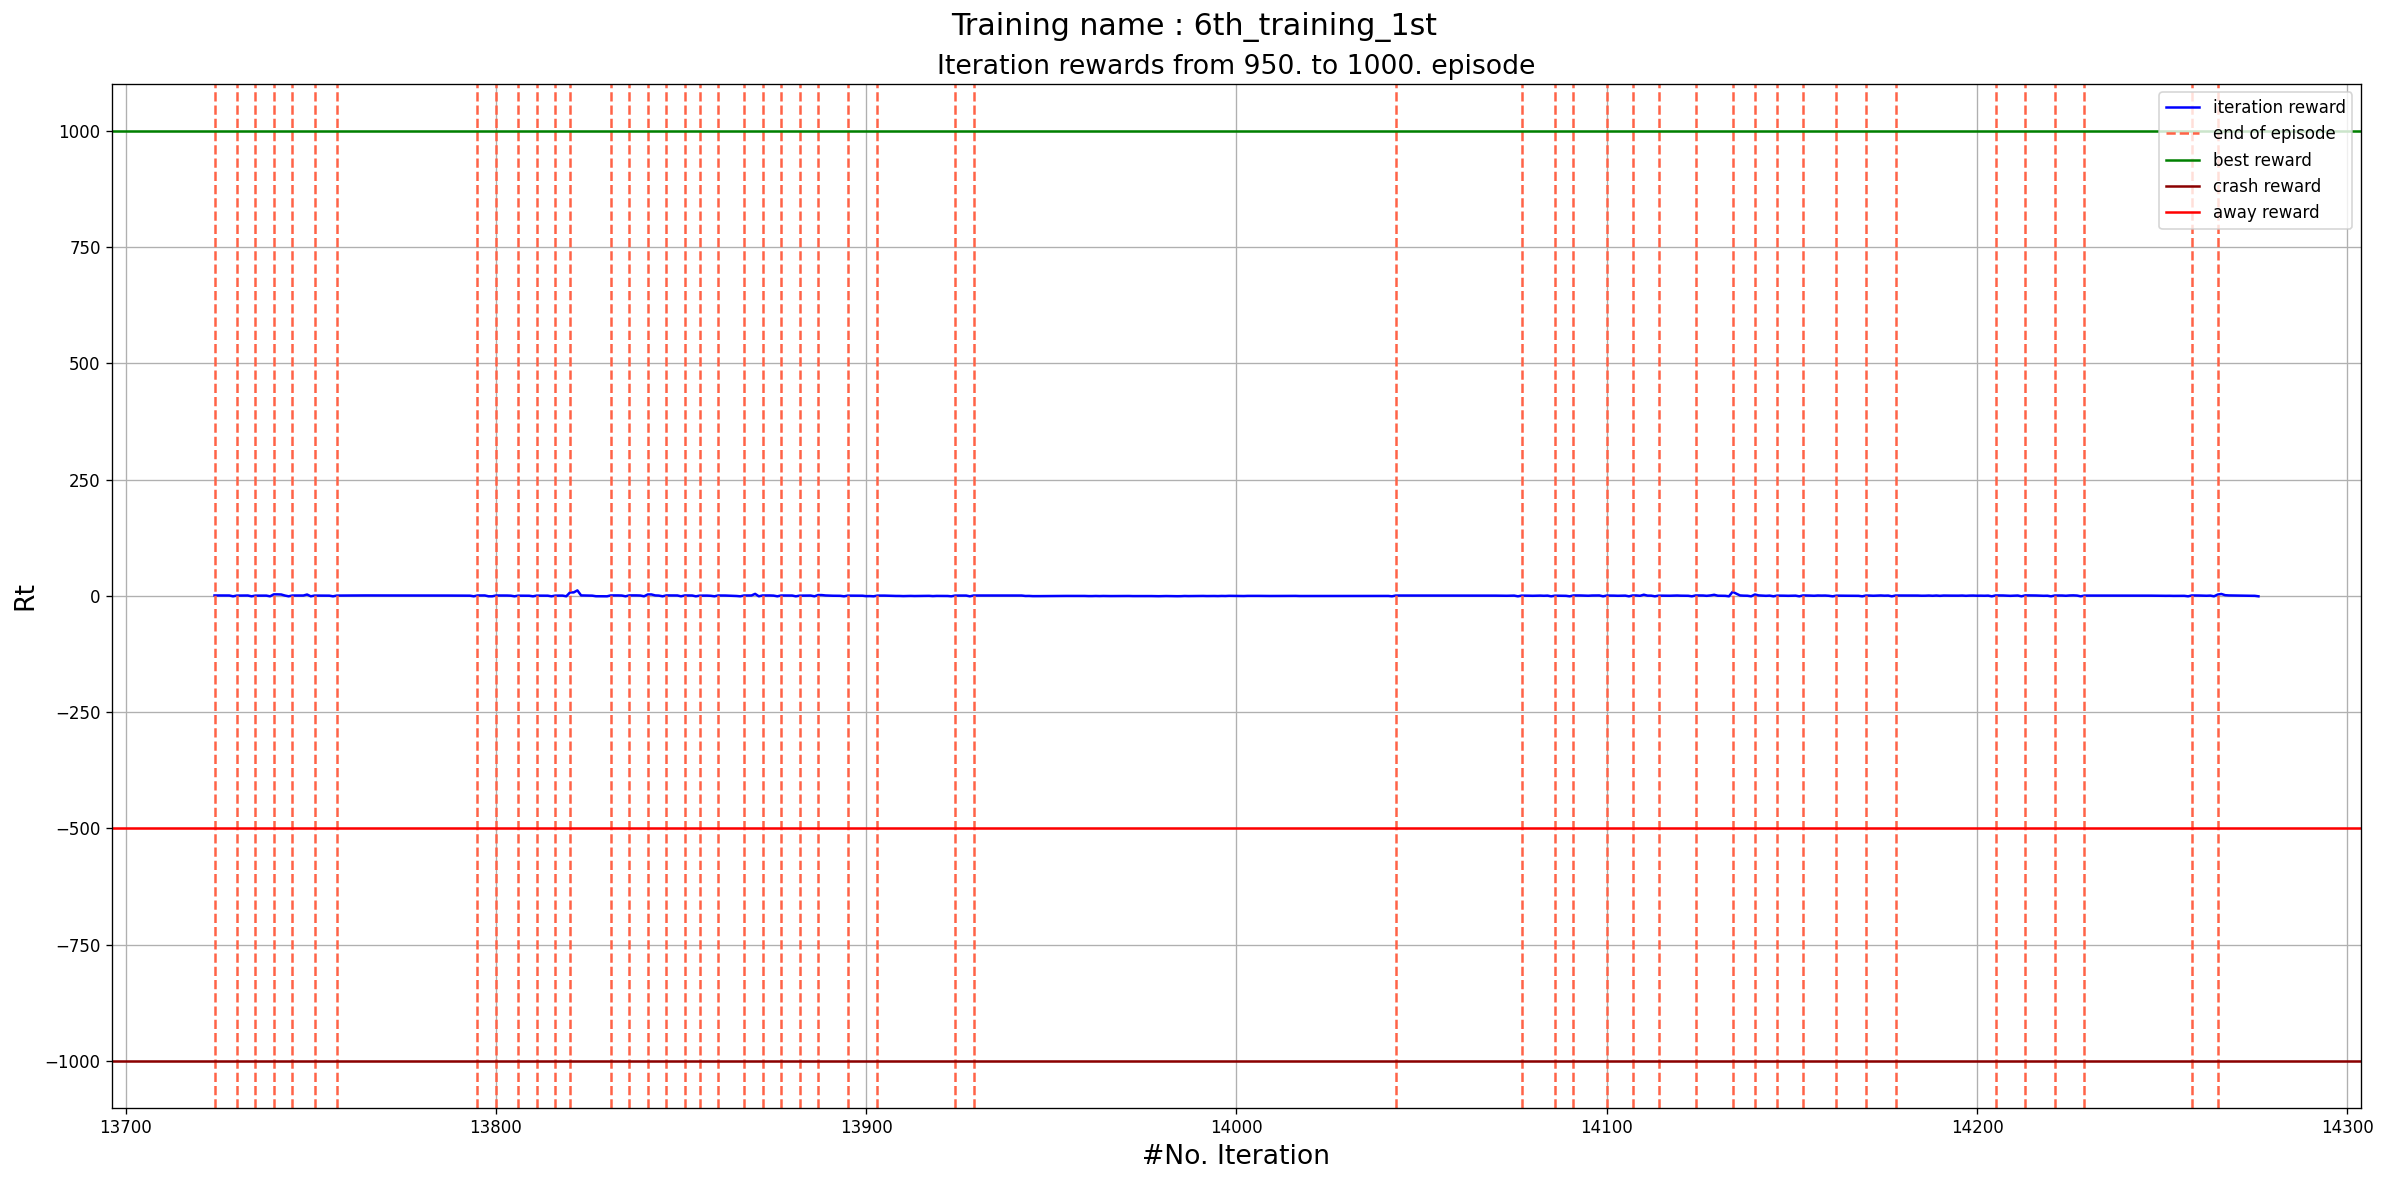 Training name : 6th_training_1st
Iteration rewards from 950. to 1000. episode
iteration reward
end of episode
best reward
crash reward
away reward
1000
750
500
250
0
−250
−500
−750
−1000
Rt
13700 13800 13900 14000 14100 14200 14300
#No. Iteration